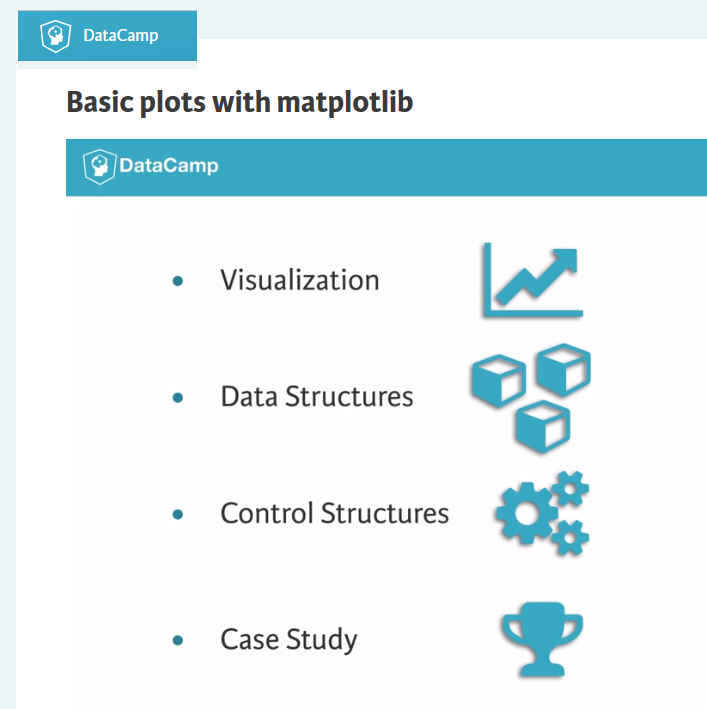 DataCamp
Basic plots with matplotlib
DataCamp
Visualization
Data Structures
Control Structures
Case Study